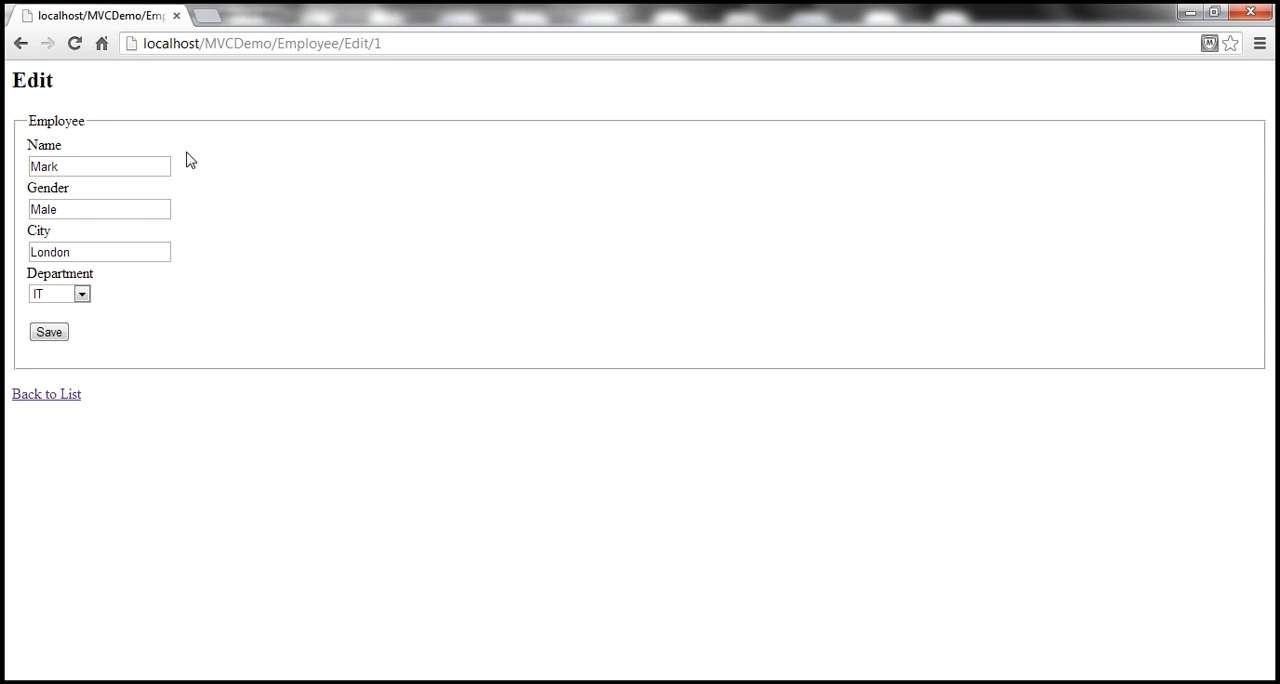 localhost/MVCDemo/Emp
localhost/MVCDemo/Employee/Edit/1
Edit
Employee
Name
Mark
Gender
Male
City
London
Department
IT
Save
Back to List